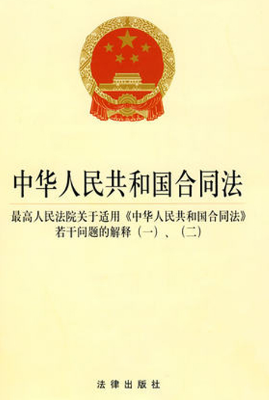 中华人民共和国合同法
最高人民法院关于适用《中华人民共和国合同法》
若干问题的解释(一)、(二)
法律出版社